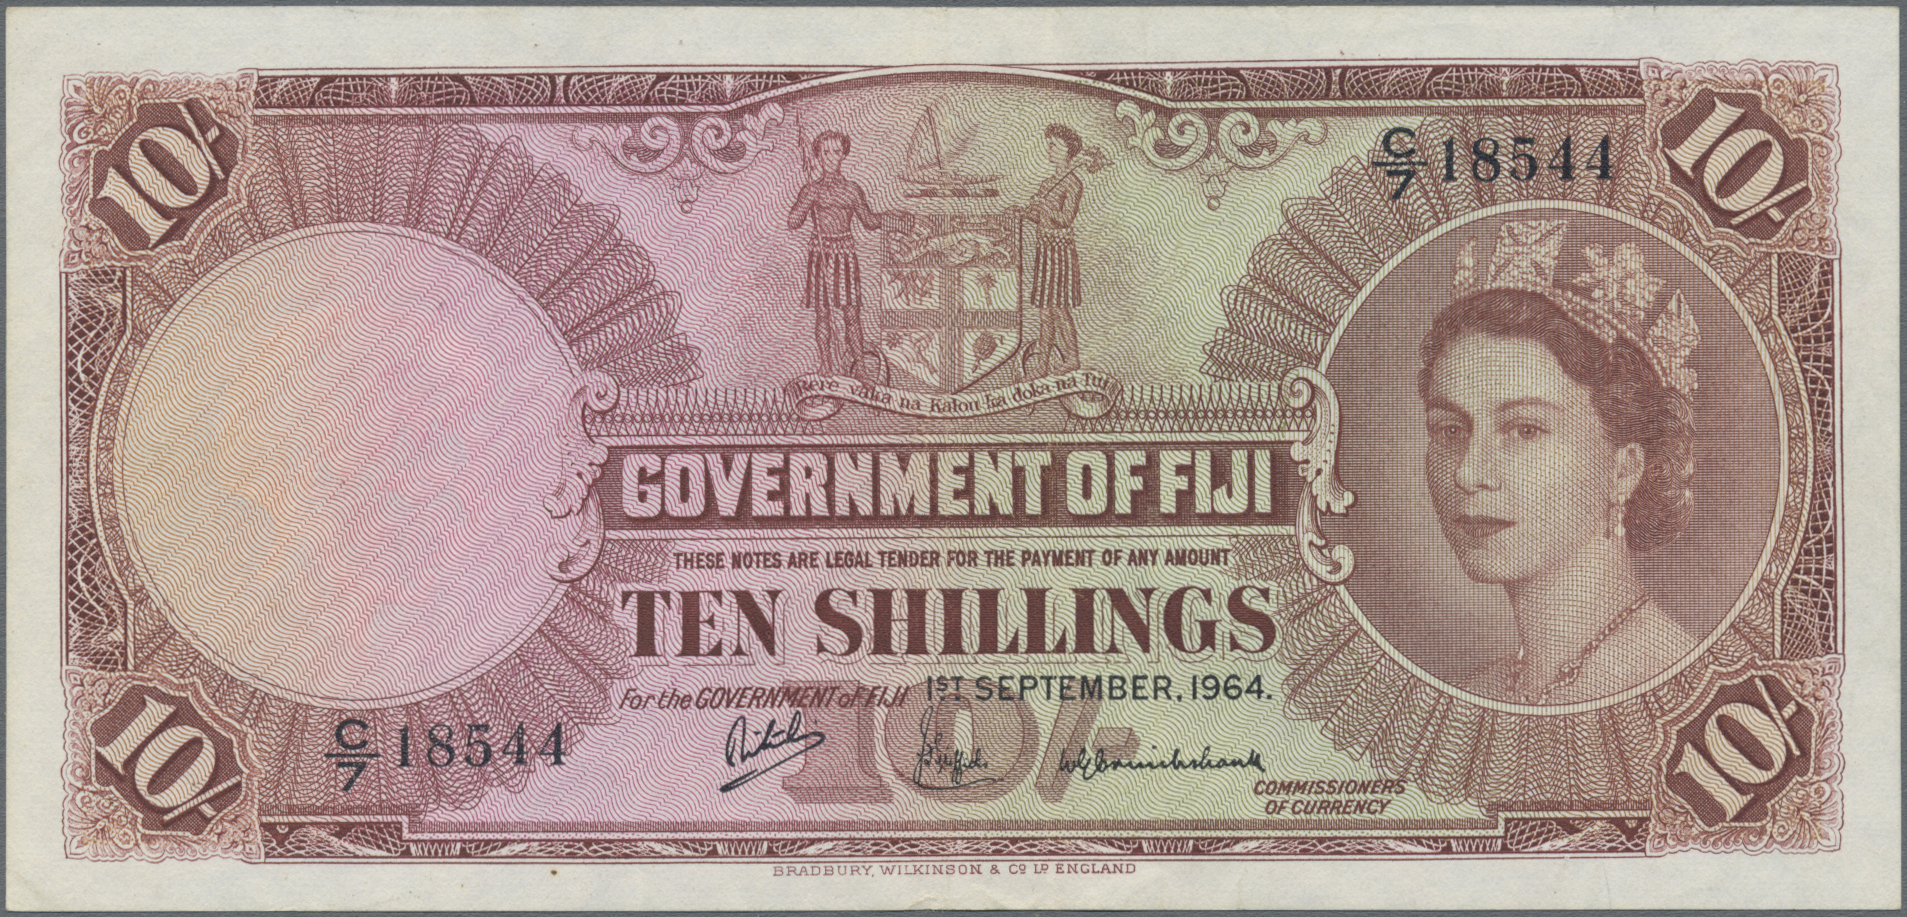 10/-
10/-
C/7 18544
Rere vaka na Kalou ka doka na Tui
GOVERNMENT OF FIJI
THESE NOTES ARE LEGAL TENDER FOR THE PAYMENT OF ANY AMOUNT
TEN SHILLINGS
For the GOVERNMENT of FIJI 1ST SEPTEMBER, 1964.
10/-
C/7 18544
COMMISSIONERS
OF CURRENCY
10/-
10/-
BRADBURY, WILKINSON & CO LD ENGLAND